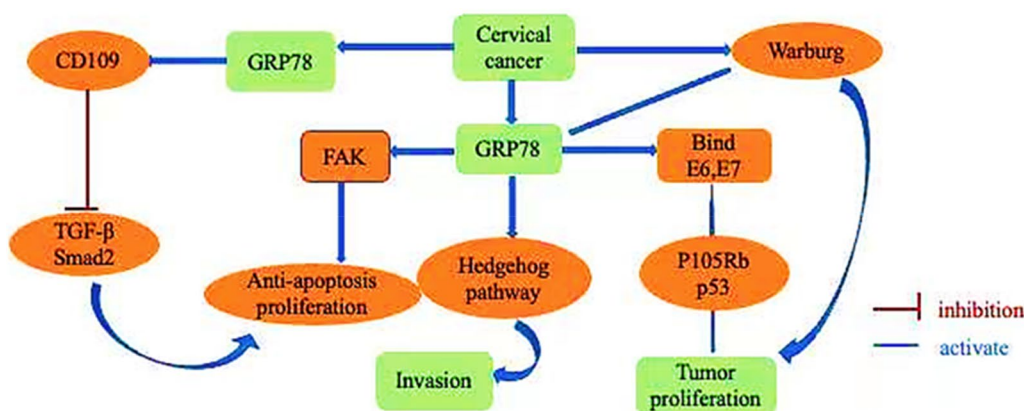 Cervical
cancer
CD109
GRP78
Warburg
FAK
GRP78
Bind
E6,E7
TGF-β
Smad2
Anti-apoptosis
proliferation
Hedgehog
pathway
P105Rb
p53
inhibition
activate
Invasion
Tumor
proliferation